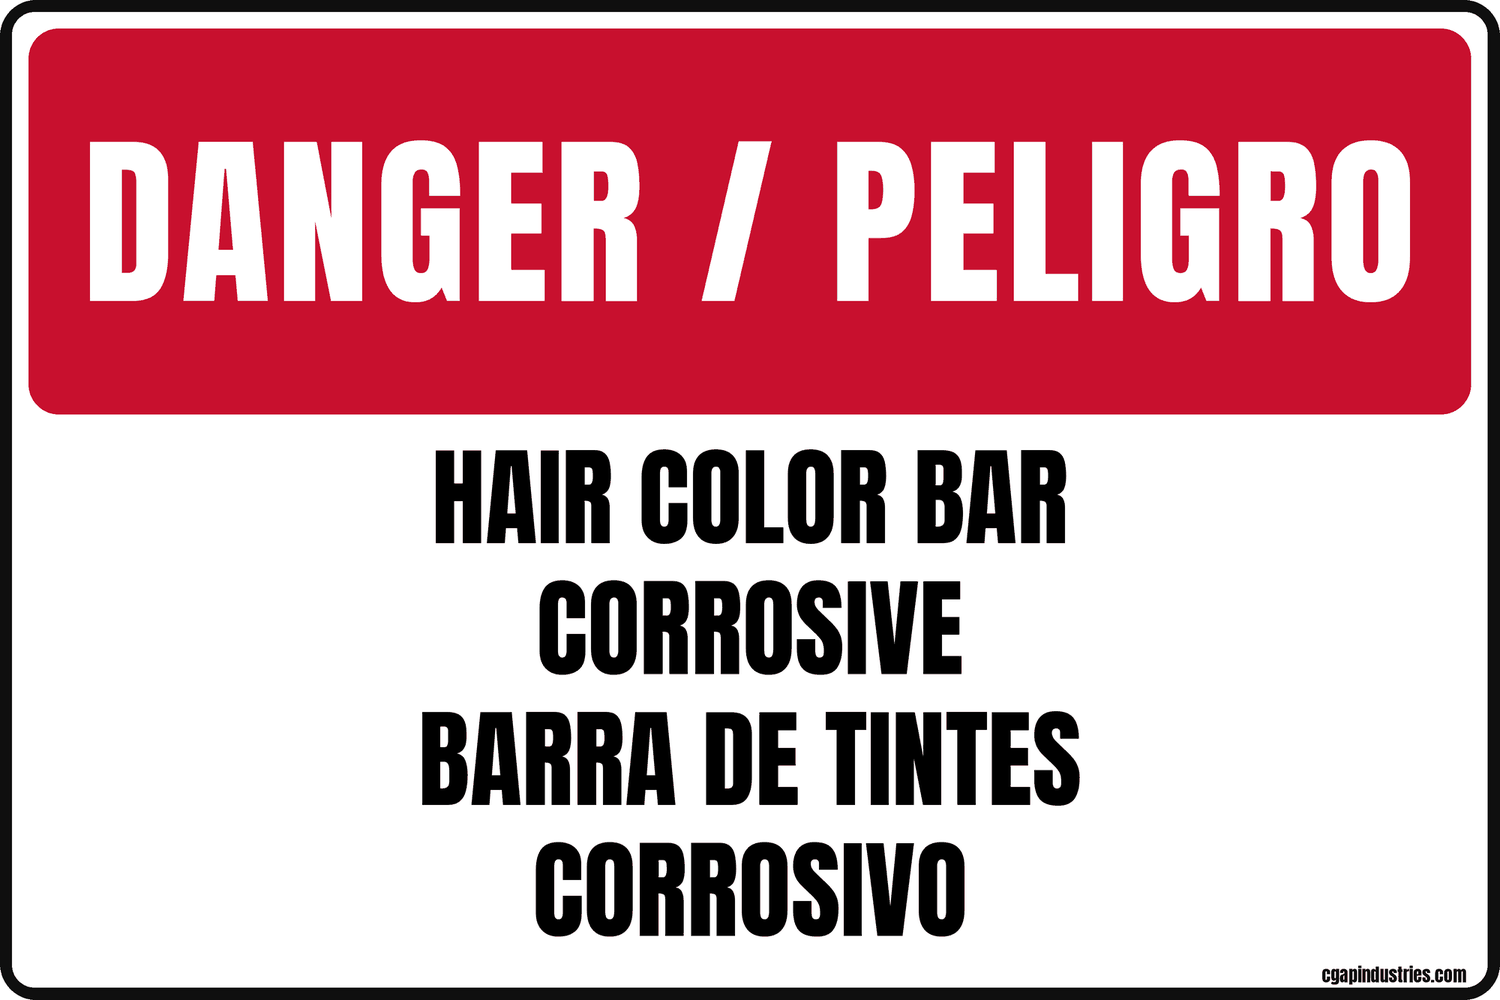 DANGER / PELIGRO
HAIR COLOR BAR
CORROSIVE
BARRA DE TINTES
CORROSIVO
cgapindustries.com